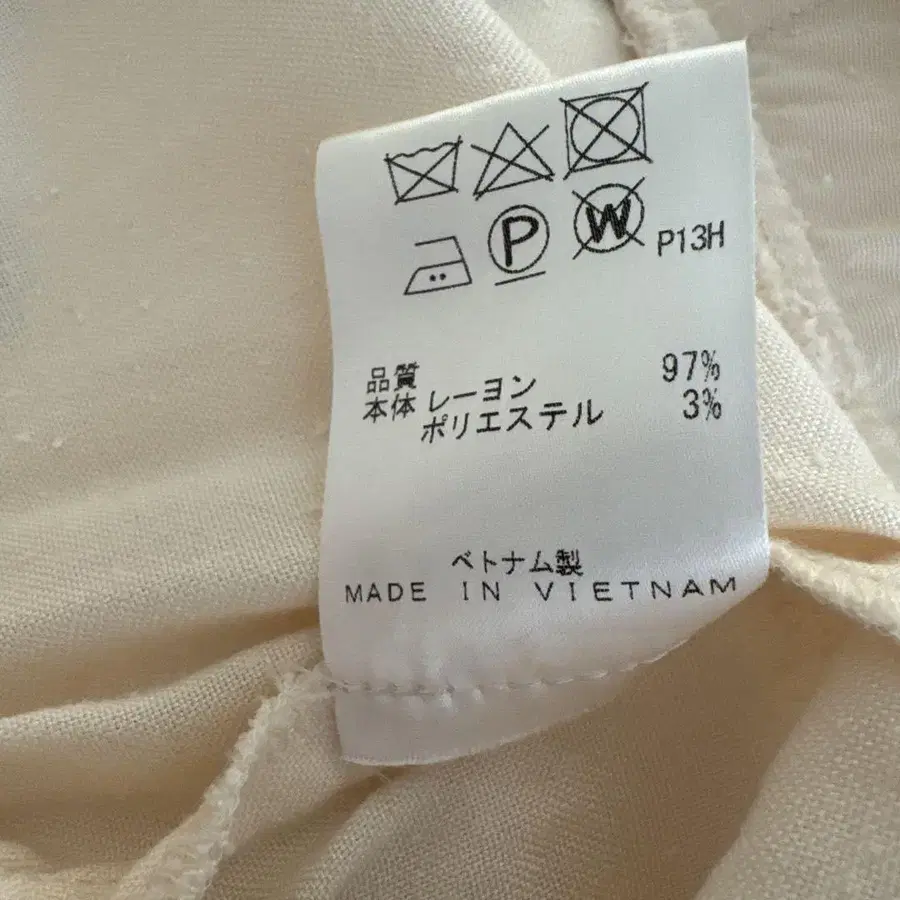 P W P13H
品質
本体 レーヨン 97%
ポリエステル 3%
ベトナム製
MADE IN VIETNAM